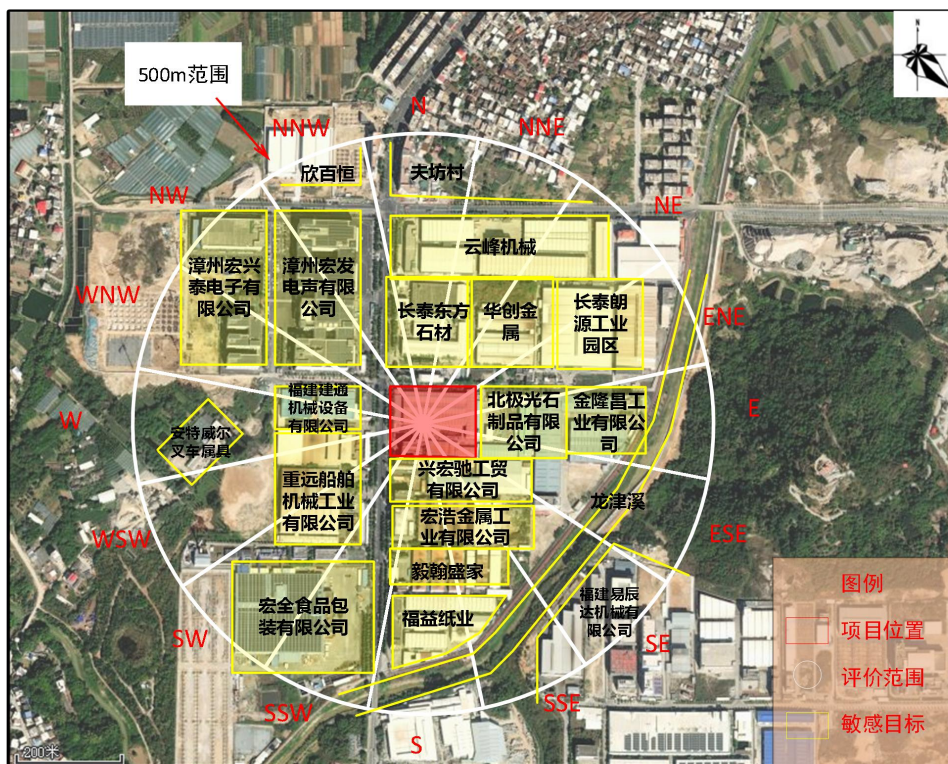 N
500m范围
N
NNW
NNE
欣百恒
夫坊村
NW
NE
云峰机械
漳州宏兴
泰电子有
限公司
漳州宏发
电声有限
公司
WNW
长泰东方
石材
华创金
属
长泰朗
源工业
园区
ENE
福建建通
机械设备
有限公司
北极光石
制品有限
公司
金隆昌工
业有限公
司
W
E
安特威尔
叉车属具
重远船舶
机械工业
有限公司
兴宏驰工贸
有限公司
龙津溪
宏浩金属工
业有限公司
WSW
ESE
毅翰盛家
宏全食品包
装有限公司
福益纸业
福建易辰
达机械有
限公司
SW
SE
SSW
SSE
S
图例
项目位置
评价范围
敏感目标
200米